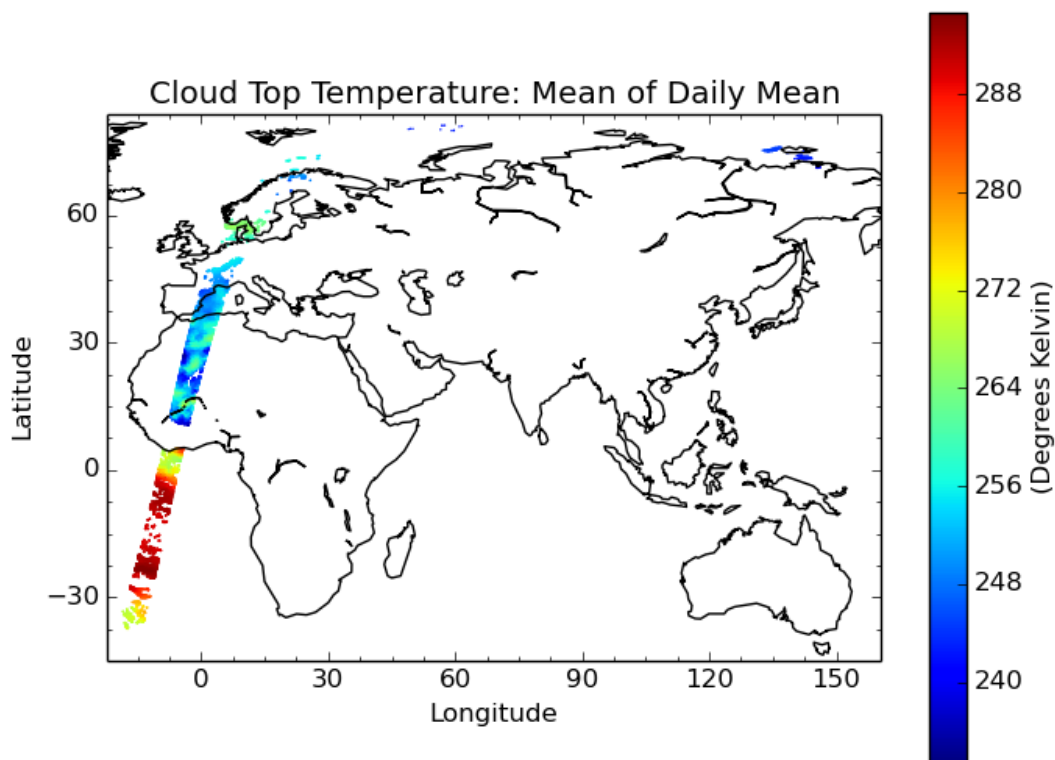 Cloud Top Temperature: Mean of Daily Mean
Latitude
60
30
0
−30
0 30 60 90 120 150
Longitude
288
280
272
264
256
248
240
(Degrees Kelvin)